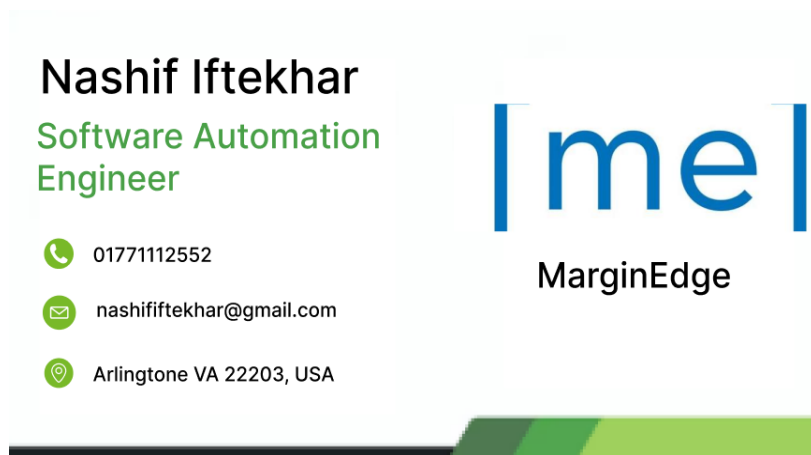 Nashif Iftekhar
Software Automation
Engineer
01771112552
nashififtekhar@gmail.com
Arlingtone VA 22203, USA
[me]
MarginEdge